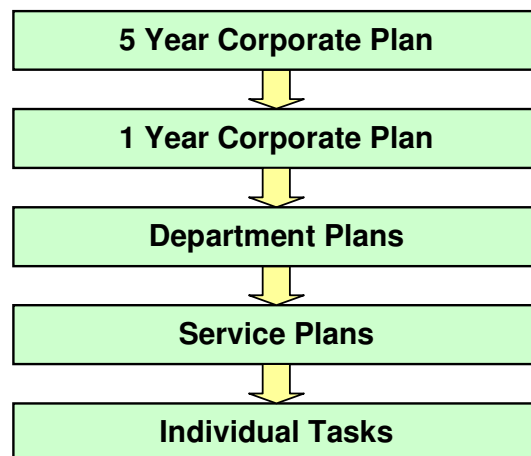 5 Year Corporate Plan
1 Year Corporate Plan
Department Plans
Service Plans
Individual Tasks